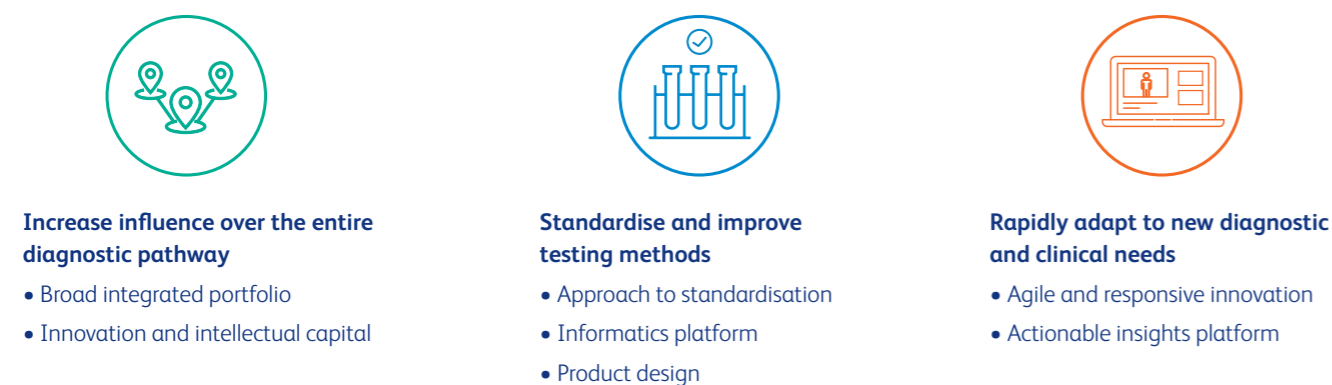 Increase influence over the entire
diagnostic pathway
• Broad integrated portfolio
• Innovation and intellectual capital
Standardise and improve
testing methods
• Approach to standardisation
• Informatics platform
• Product design
Rapidly adapt to new diagnostic
and clinical needs
• Agile and responsive innovation
• Actionable insights platform